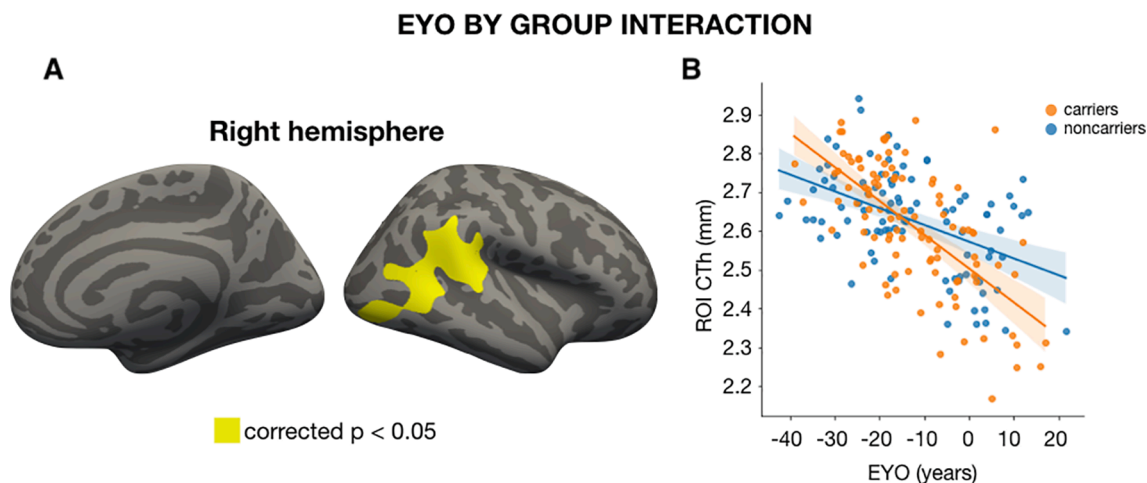 EYO BY GROUP INTERACTION
A
Right hemisphere
corrected p < 0.05
B
carriers
noncarriers
ROI CTh (mm)
2.9
2.8
2.7
2.6
2.5
2.4
2.3
2.2
-40 -30 -20 -10 0 10 20
EYO (years)